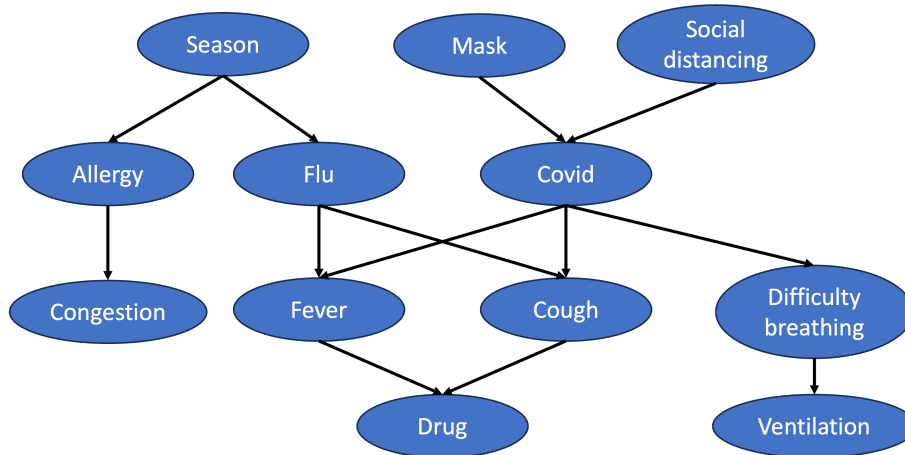 Season
Mask
Social
distancing
Allergy
Flu
Covid
Congestion
Fever
Cough
Difficulty
breathing
Drug
Ventilation